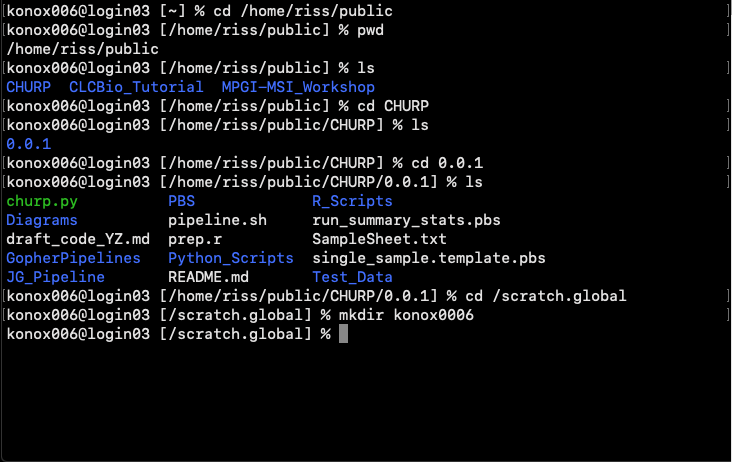 [konox006@login03 [~] % cd /home/riss/public ]
[konox006@login03 [/home/riss/public] % pwd ]
/home/riss/public
[konox006@login03 [/home/riss/public] % ls ]
CHURP CLCBio_Tutorial MPGI-MSI_Workshop
[konox006@login03 [/home/riss/public] % cd CHURP ]
[konox006@login03 [/home/riss/public/CHURP] % ls ]
0.0.1
[konox006@login03 [/home/riss/public/CHURP] % cd 0.0.1 ]
[konox006@login03 [/home/riss/public/CHURP/0.0.1] % ls ]
churp.py PBS R_Scripts
Diagrams pipeline.sh run_summary_stats.pbs
draft_code_YZ.md prep.r SampleSheet.txt
GopherPipelines Python_Scripts single_sample.template.pbs
JG_Pipeline README.md Test_Data
[konox006@login03 [/home/riss/public/CHURP/0.0.1] % cd /scratch.global ]
[konox006@login03 [/scratch.global] % mkdir konox0006 ]
konox006@login03 [/scratch.global] %